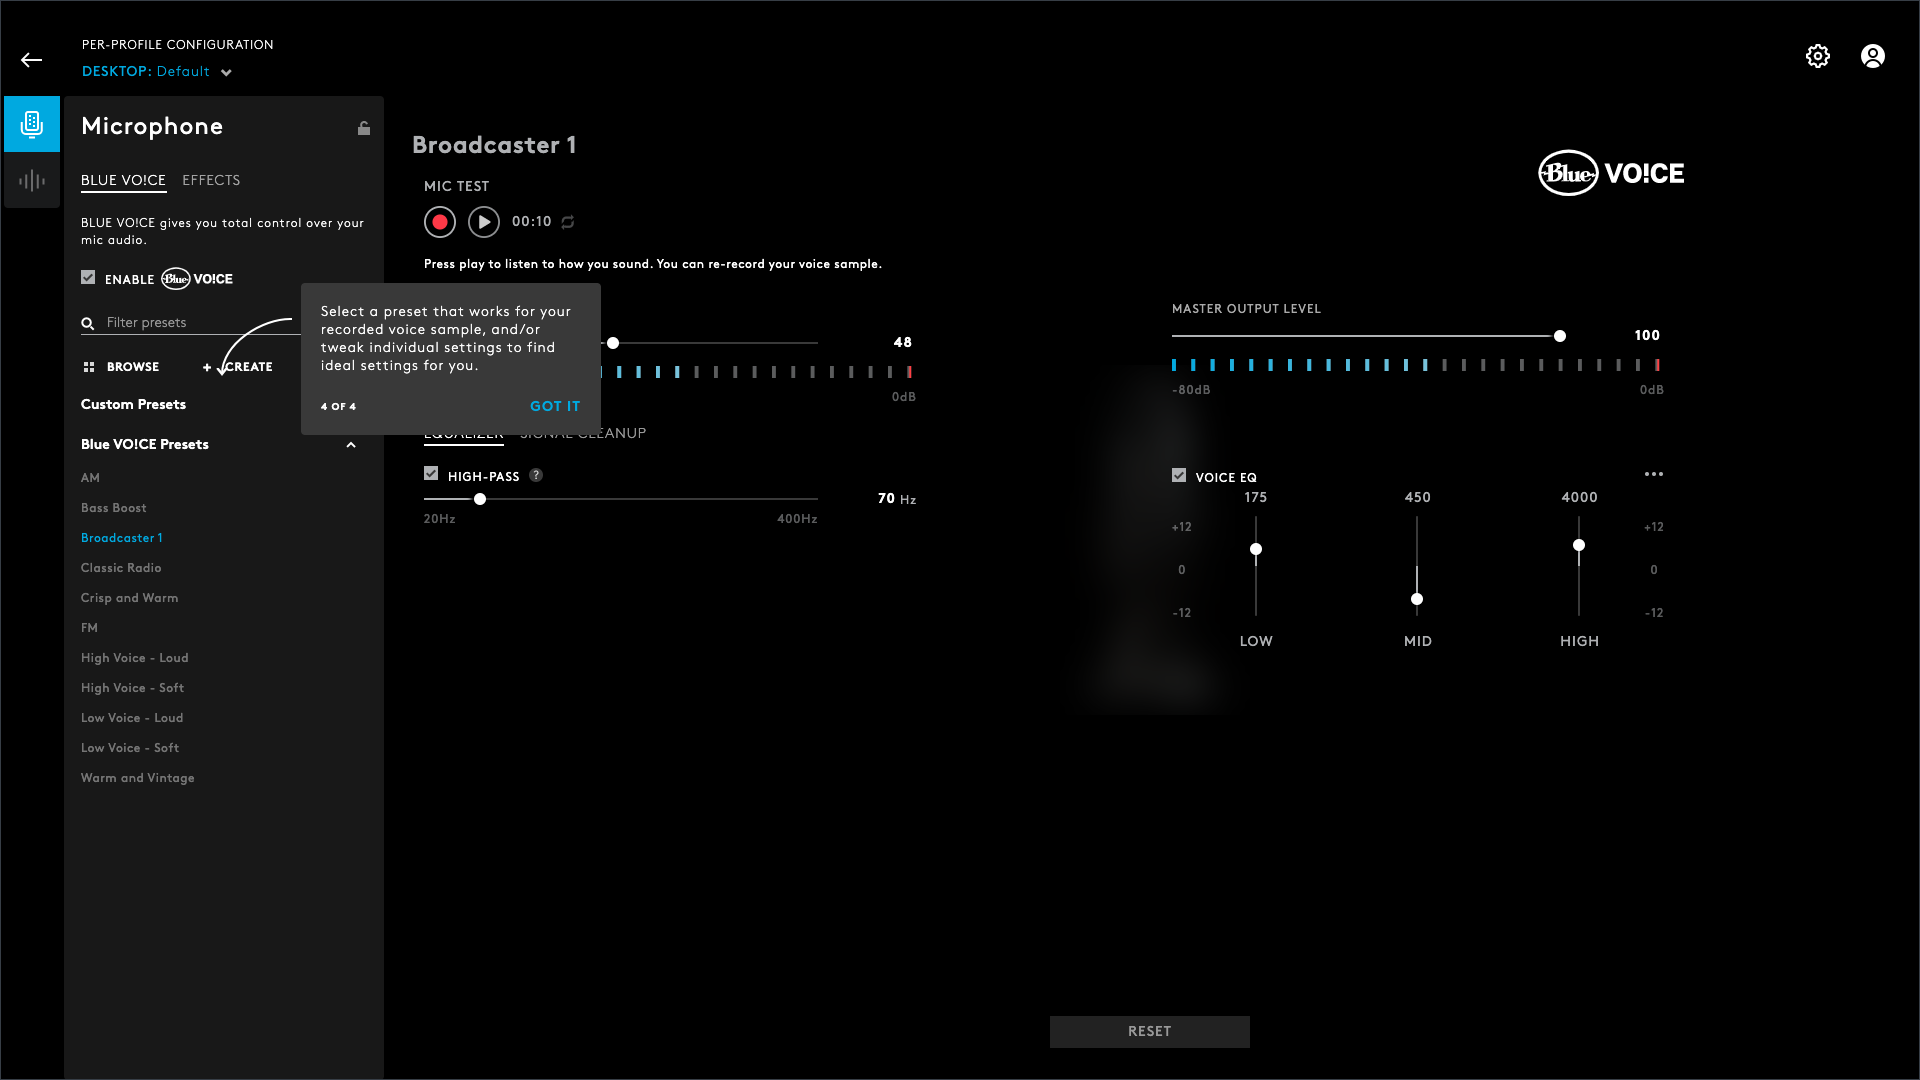 PER-PROFILE CONFIGURATION
DESKTOP: Default
Microphone
BLUE VO!CE EFFECTS
BLUE VO!CE gives you total control over your
mic audio.
ENABLE Blue VO!CE
Filter presets
BROWSE + CREATE
Custom Presets
Blue VO!CE Presets
AM
Bass Boost
Broadcaster 1
Classic Radio
Crisp and Warm
FM
High Voice - Loud
High Voice - Soft
Low Voice - Loud
Low Voice - Soft
Warm and Vintage
Select a preset that works for your
recorded voice sample, and/or
tweak individual settings to find
ideal settings for you.
4 OF 4 GOT IT
Broadcaster 1
MIC TEST
00:10
Press play to listen to how you sound. You can re-record your voice sample.
48
0dB
EQUALIZER SIGNAL CLEANUP
HIGH-PASS ?
70 Hz
20Hz 400Hz
Blue VO!CE
MASTER OUTPUT LEVEL
100
-80dB 0dB
VOICE EQ
175 450 4000
+12 +12
0 0
-12 -12
LOW MID HIGH
RESET